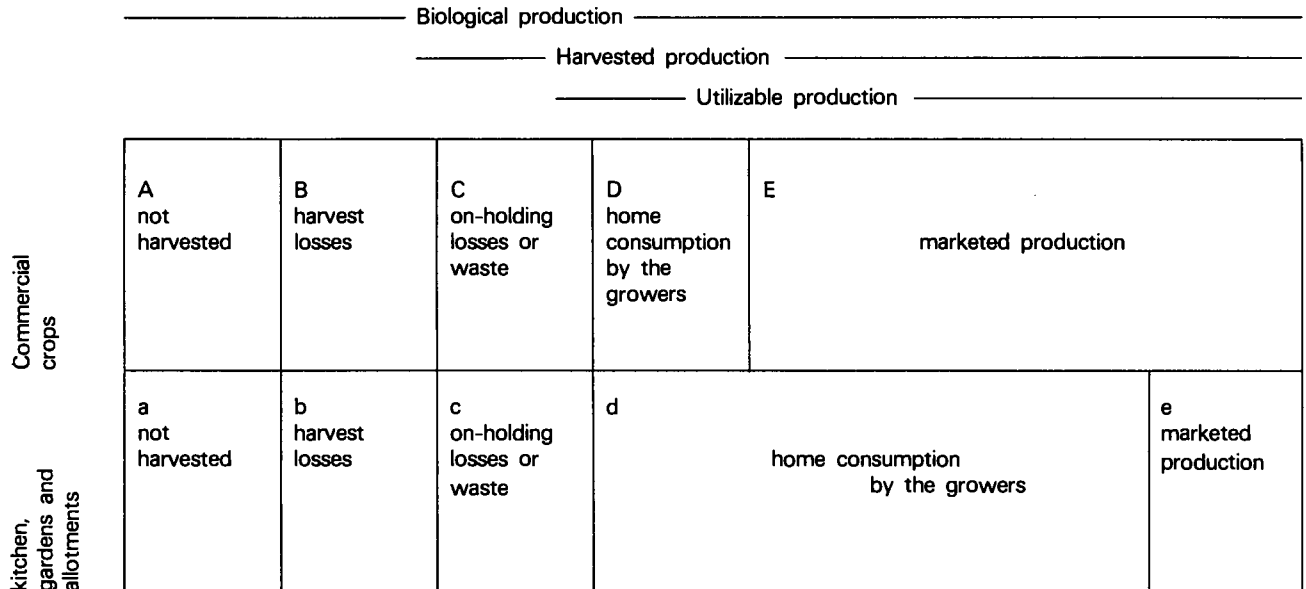 Biological production
Harvested production
Utilizable production
Commercial
crops
A
not
harvested
B
harvest
losses
C
on-holding
losses or
waste
D
home
consumption
by the
growers
E
marketed production
kitchen,
gardens and
allotments
a
not
harvested
b
harvest
losses
c
on-holding
losses or
waste
d
home consumption
by the growers
e
marketed
production